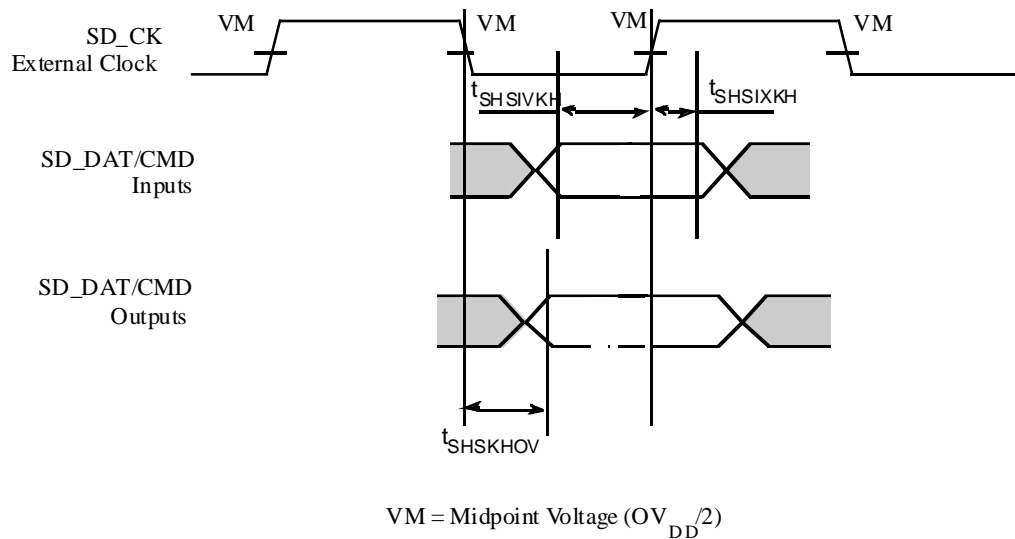 VM VM VM VM
SD_CK
External Clock
tSHSIVKH tSHSIXKH
SD_DAT/CMD
Inputs
SD_DAT/CMD
Outputs
tSHSKHOV
VM = Midpoint Voltage (OVDD/2)